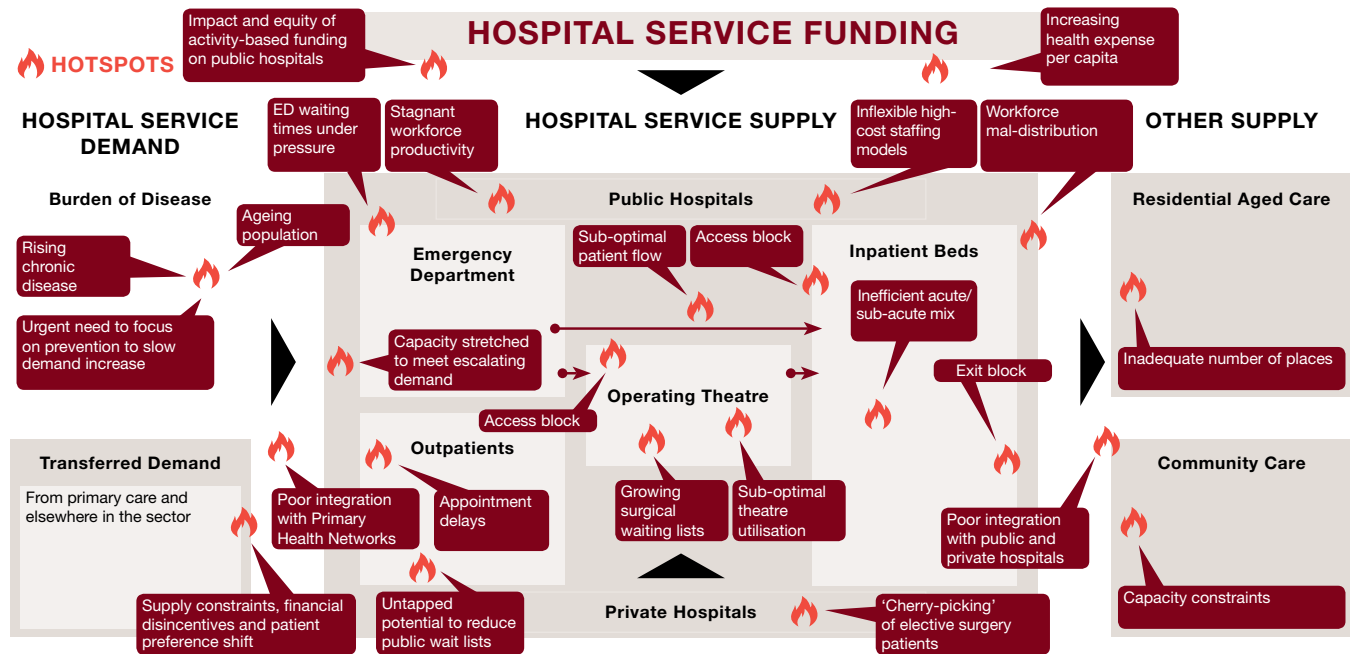 HOSPITAL SERVICE FUNDING
HOTSPOTS
Impact and equity of
activity-based funding
on public hospitals
Increasing
health expense
per capita
HOSPITAL SERVICE
DEMAND
ED waiting
times under
pressure
Stagnant
workforce
productivity
HOSPITAL SERVICE SUPPLY
Inflexible high-
cost staffing
models
Workforce
mal-distribution
OTHER SUPPLY
Burden of Disease
Ageing
population
Rising
chronic
disease
Urgent need to focus
on prevention to slow
demand increase
Public Hospitals
Emergency
Department
Sub-optimal
patient flow
Access block
Inpatient Beds
Inefficient acute/
sub-acute mix
Capacity stretched
to meet escalating
demand
Exit block
Operating Theatre
Access block
Residential Aged Care
Inadequate number of places
Transferred Demand
From primary care and
elsewhere in the sector
Outpatients
Poor integration
with Primary
Health Networks
Appointment
delays
Growing
surgical
waiting lists
Sub-optimal
theatre
utilisation
Poor integration
with public and
private hospitals
Community Care
Capacity constraints
Supply constraints, financial
disincentives and patient
preference shift
Untapped
potential to reduce
public wait lists
Private Hospitals
‘Cherry-picking’
of elective surgery
patients